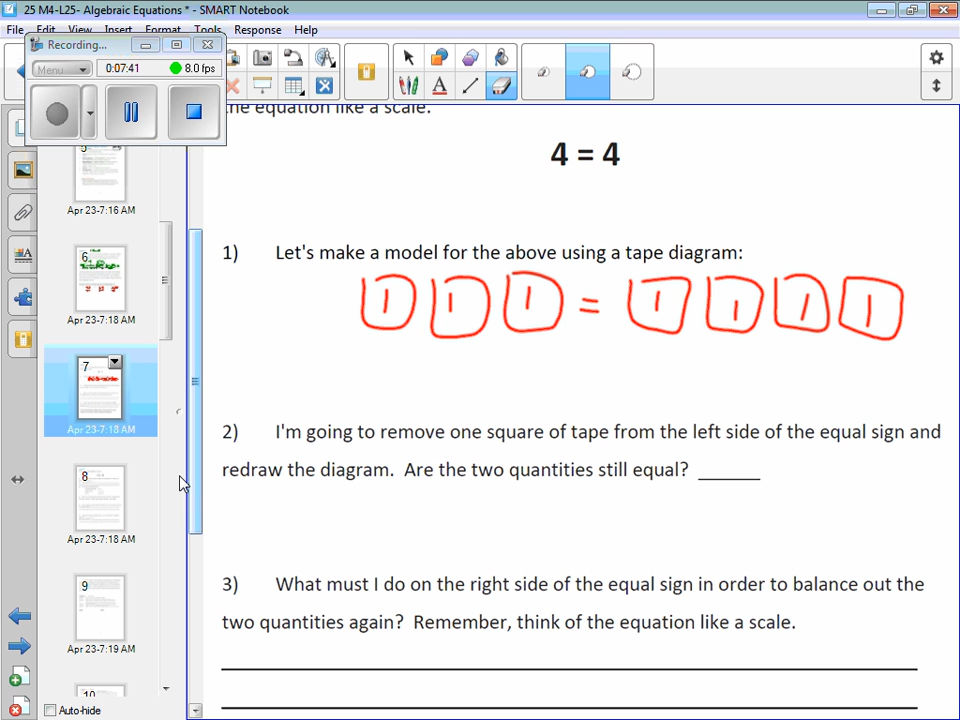 25 M4-L25- Algebraic Equations * - SMART Notebook
File Edit View Insert Format Tools Response Help
Recording...
Menu 0:07:41 8.0 fps
the equation like a scale.
4 = 4
5
Apr 23-7:16 AM
1) Let's make a model for the above using a tape diagram:
6
Apr 23-7:18 AM
1 1 1 = 1 1 1 1
7
Apr 23-7:18 AM
2) I'm going to remove one square of tape from the left side of the equal sign and
redraw the diagram. Are the two quantities still equal? ______
8
Apr 23-7:18 AM
3) What must I do on the right side of the equal sign in order to balance out the
two quantities again? Remember, think of the equation like a scale.
9
Apr 23-7:19 AM
10
Auto-hide